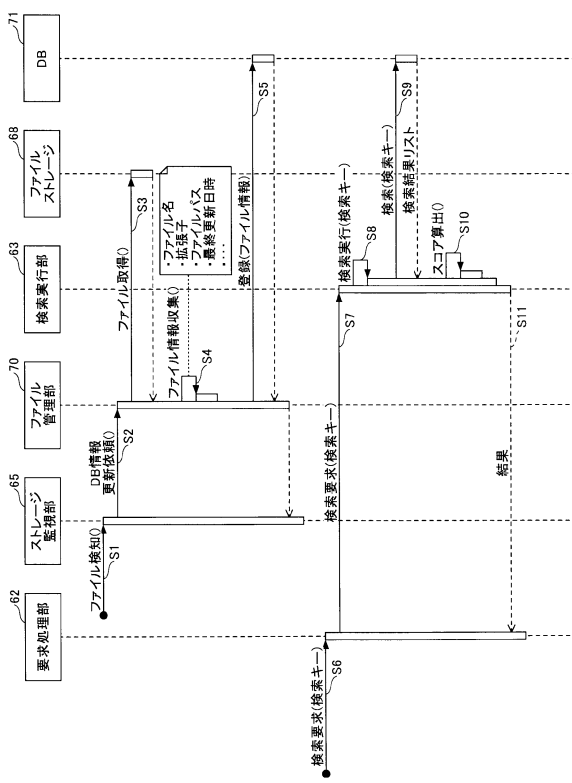 62
要求処理部
65
ストレージ
監視部
70
ファイル
管理部
63
検索実行部
68
ファイル
ストレージ
71
DB
ファイル検知()
S1
DB情報
更新依頼()
S2
ファイル取得()
S3
ファイル情報収集()
S4
・ファイル名
・拡張子
・ファイルパス
・最終更新日時
・....
登録(ファイル情報)
S5
検索要求(検索キー)
S6
検索要求(検索キー)
S7
検索実行(検索キー)
S8
検索(検索キー)
S9
検索結果リスト
スコア算出()
S10
結果
S11